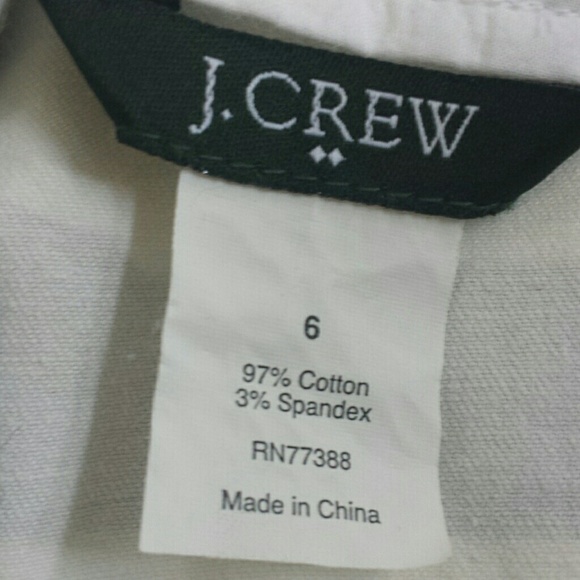 J.CREW
6
97% Cotton
3% Spandex
RN77388
Made in China